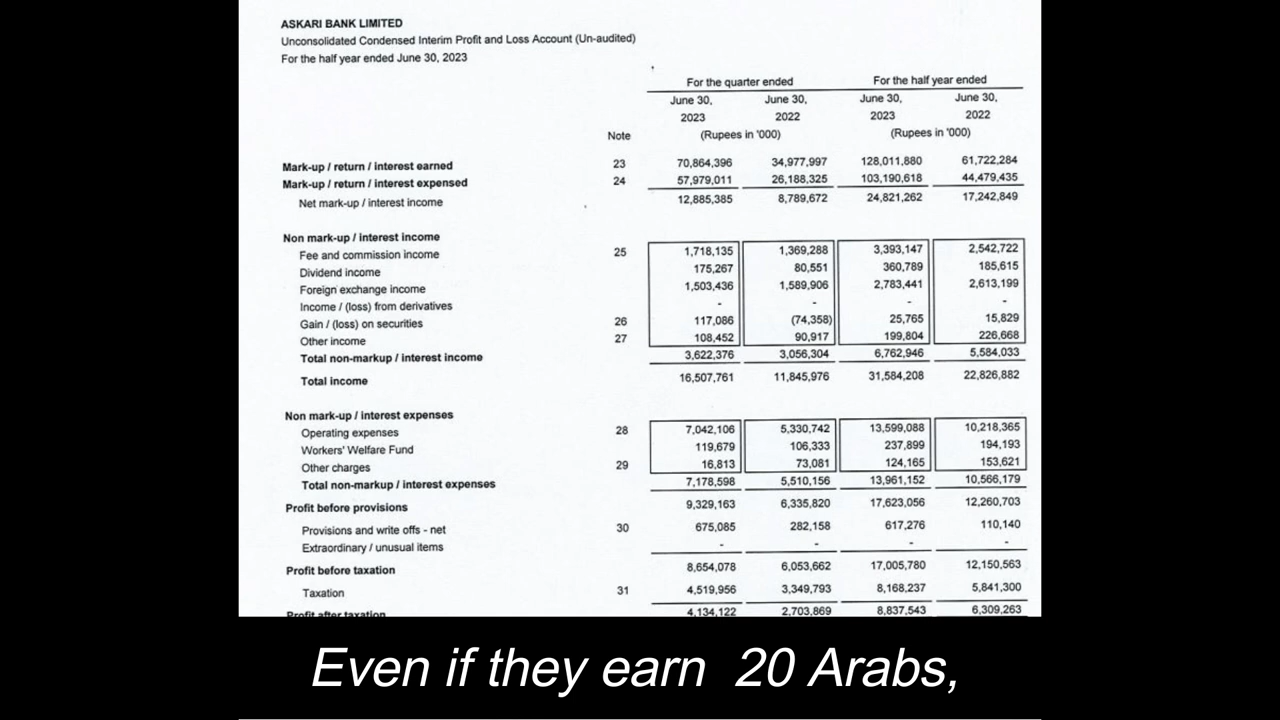 ASKARI BANK LIMITED
Unconsolidated Condensed Interim Profit and Loss Account (Un-audited)
For the half year ended June 30, 2023
For the quarter ended For the half year ended
June 30, June 30, June 30, June 30,
2023 2022 2023 2022
Note (Rupees in '000) (Rupees in '000)
Mark-up / return / interest earned 23 70,864,396 34,977,997 128,011,880 61,722,284
Mark-up / return / interest expensed 24 57,979,011 26,188,325 103,190,618 44,479,435
Net mark-up / interest income 12,885,385 8,789,672 24,821,262 17,242,849
Non mark-up / interest income
Fee and commission income 25 1,718,135 1,369,288 3,393,147 2,542,722
Dividend income 175,267 80,551 360,789 185,615
Foreign exchange income 1,503,436 1,589,906 2,783,441 2,613,199
Income / (loss) from derivatives - - - -
Gain / (loss) on securities 26 117,086 (74,358) 25,765 15,829
Other income 27 108,452 90,917 199,804 226,668
Total non-markup / interest income 3,622,376 3,056,304 6,762,946 5,584,033
Total income 16,507,761 11,845,976 31,584,208 22,826,882
Non mark-up / interest expenses
Operating expenses 28 7,042,106 5,330,742 13,599,088 10,218,365
Workers' Welfare Fund 119,679 106,333 237,899 194,193
Other charges 29 16,813 73,081 124,165 153,621
Total non-markup / interest expenses 7,178,598 5,510,156 13,961,152 10,566,179
Profit before provisions 9,329,163 6,335,820 17,623,056 12,260,703
Provisions and write offs - net 30 675,085 282,158 617,276 110,140
Extraordinary / unusual items - - - -
Profit before taxation 8,654,078 6,053,662 17,005,780 12,150,563
Taxation 31 4,519,956 3,349,793 8,168,237 5,841,300
Profit after taxation 4,134,122 2,703,869 8,837,543 6,309,263
Even if they earn 20 Arabs,